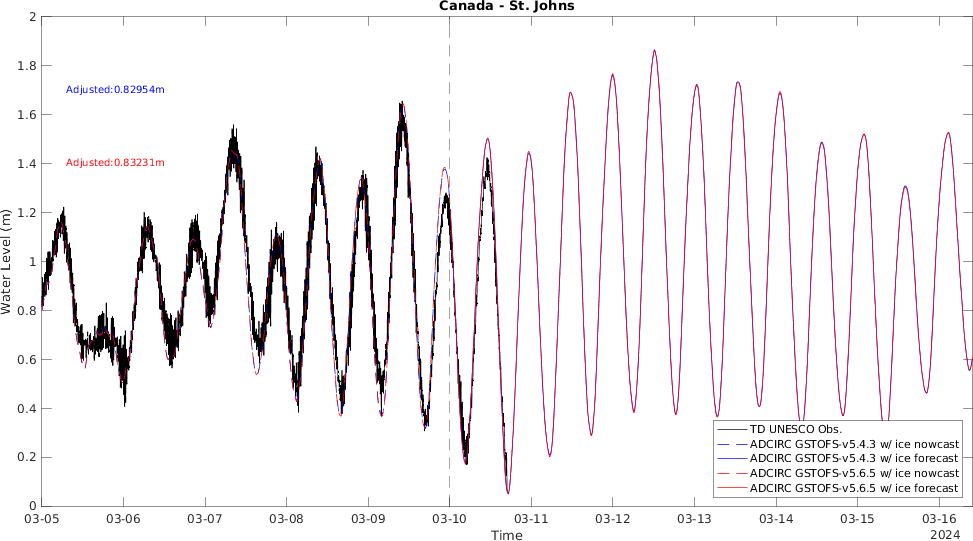 Canada - St. Johns
2
1.8
1.6
1.4
1.2
1
0.8
0.6
0.4
0.2
0
Water Level (m)
Adjusted:0.82954m
Adjusted:0.83231m
TD UNESCO Obs.
ADCIRC GSTOFS-v5.4.3 w/ ice nowcast
ADCIRC GSTOFS-v5.4.3 w/ ice forecast
ADCIRC GSTOFS-v5.6.5 w/ ice nowcast
ADCIRC GSTOFS-v5.6.5 w/ ice forecast
03-05 03-06 03-07 03-08 03-09 03-10 03-11 03-12 03-13 03-14 03-15 03-16
2024
Time